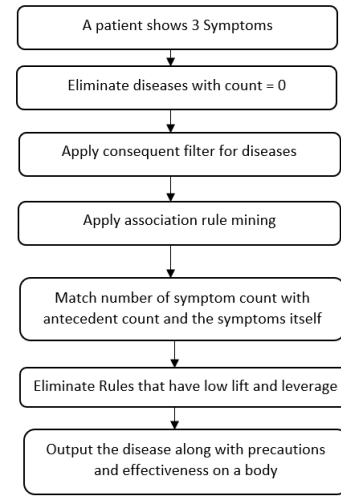 A patient shows 3 Symptoms
Eliminate diseases with count = 0
Apply consequent filter for diseases
Apply association rule mining
Match number of symptom count with
antecedent count and the symptoms itself
Eliminate Rules that have low lift and leverage
Output the disease along with precautions
and effectiveness on a body